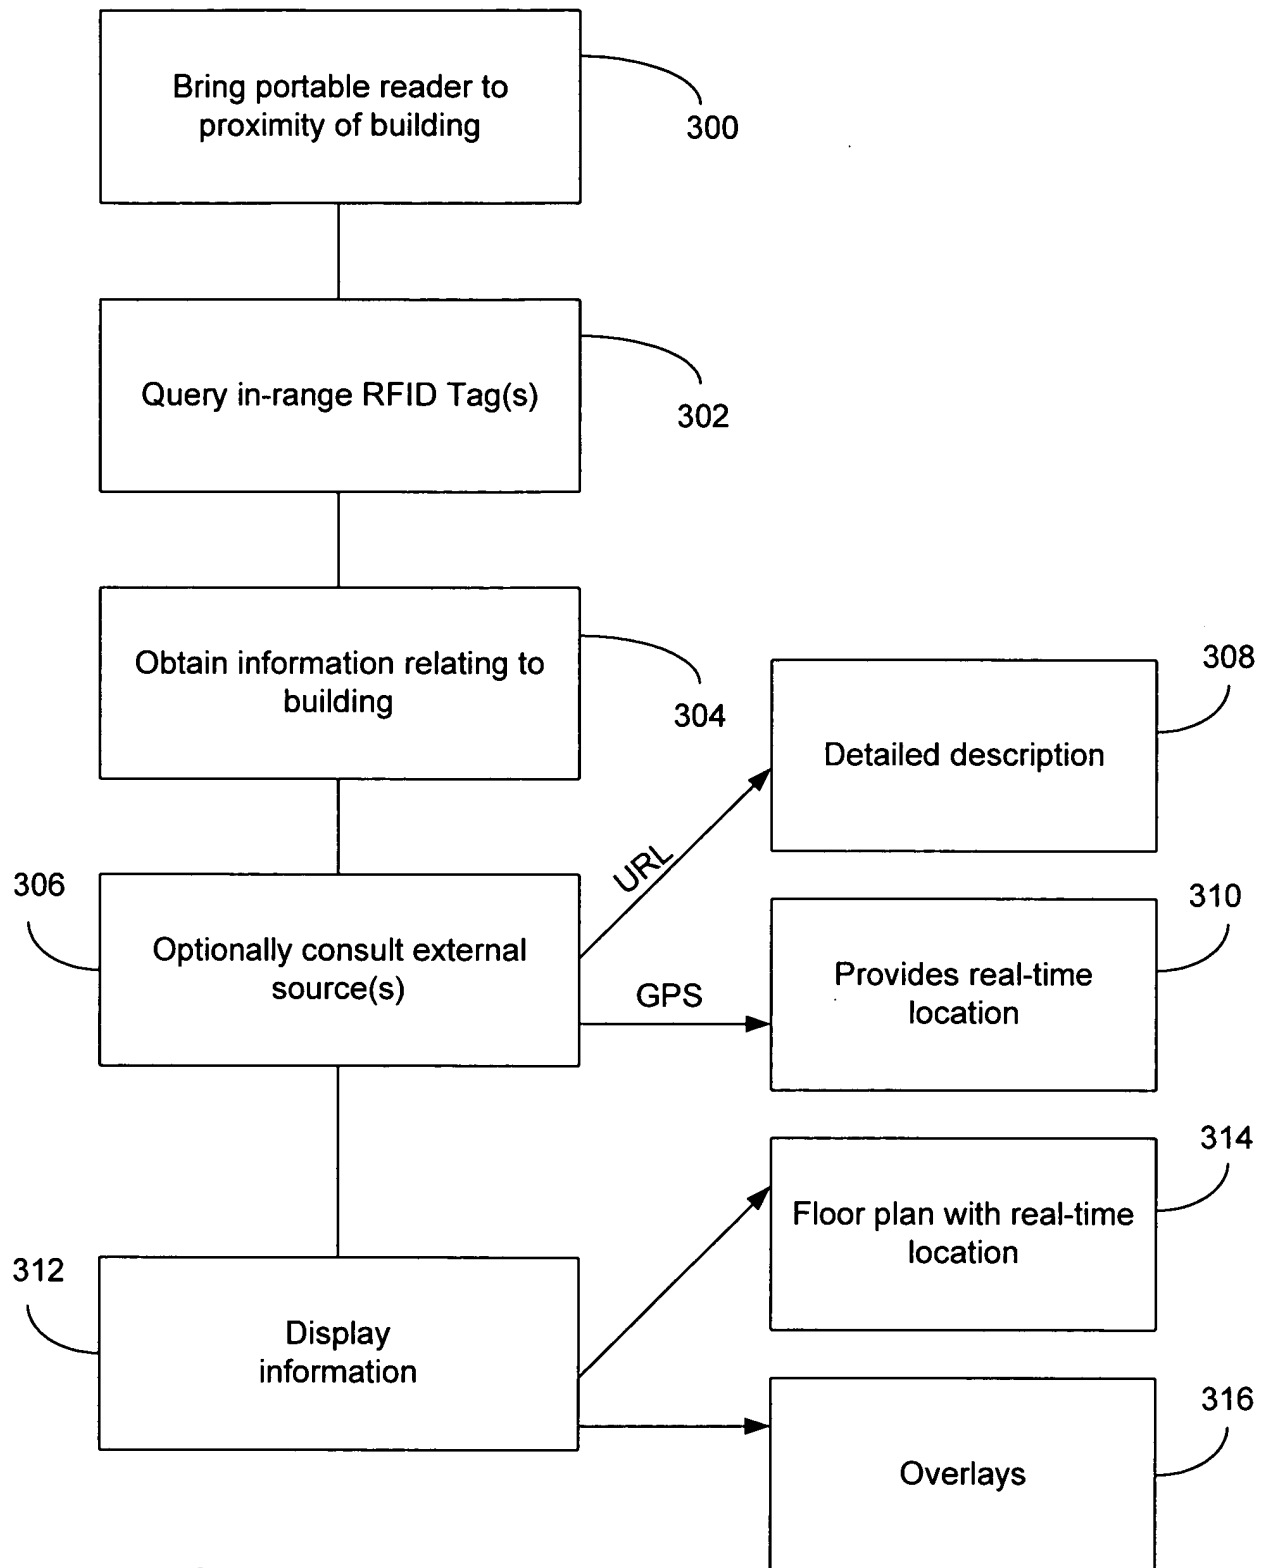 Bring portable reader to
proximity of building
300
Query in-range RFID Tag(s)
302
Obtain information relating to
building
304
308
Detailed description
URL
306
Optionally consult external
source(s)
GPS
310
Provides real-time
location
314
Floor plan with real-time
location
312
Display
information
316
Overlays